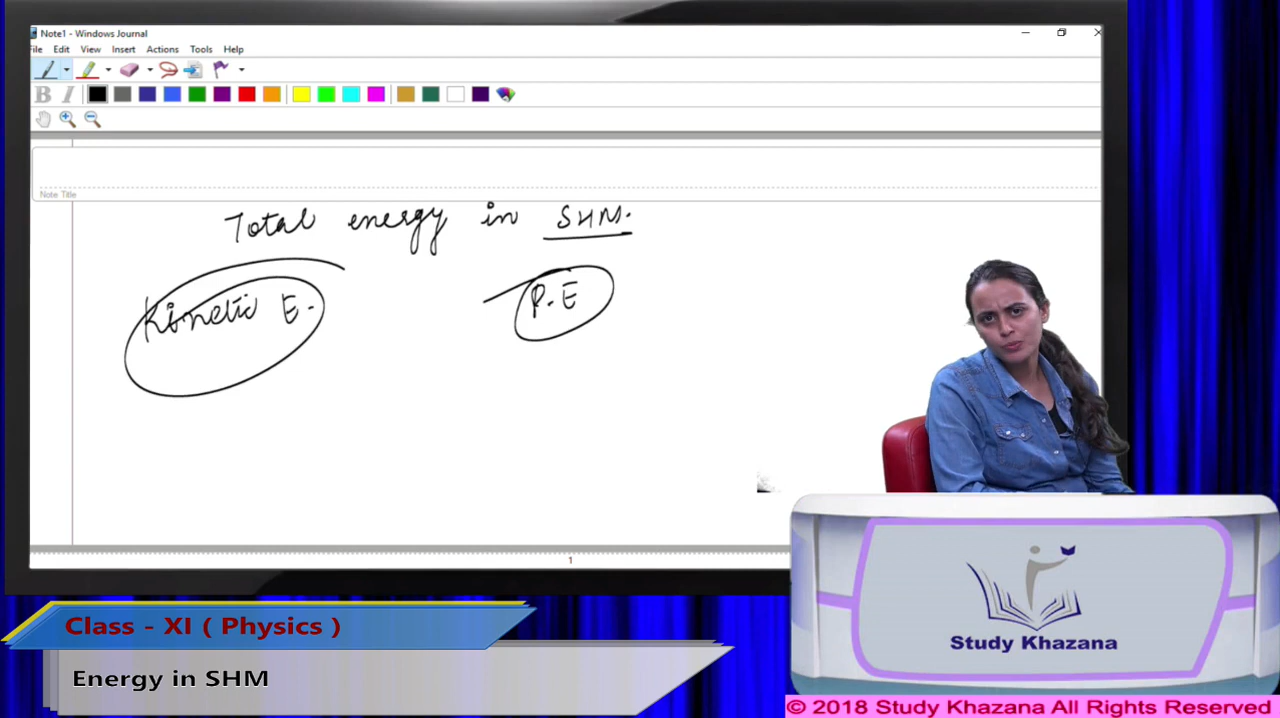 Note1 - Windows Journal
File Edit View Insert Actions Tools Help
B I
Note Title
Total energy in SHM.
Kinetic E. P.E
1
Class - XI ( Physics )
Energy in SHM
Study Khazana
© 2018 Study Khazana All Rights Reserved